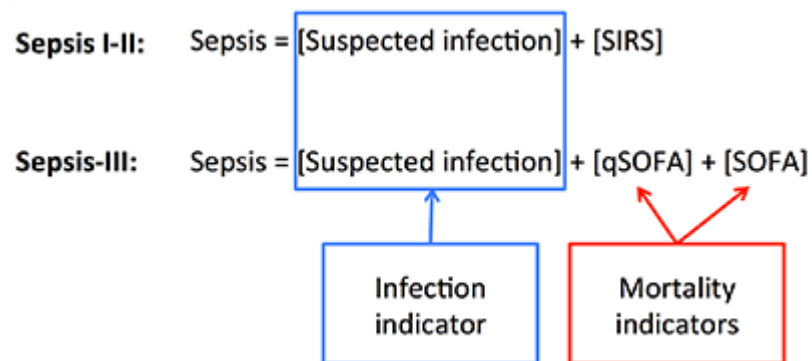 Sepsis I-II: Sepsis = [Suspected infection] + [SIRS]
Sepsis-III: Sepsis = [Suspected infection] + [qSOFA] + [SOFA]
Infection
indicator
Mortality
indicators